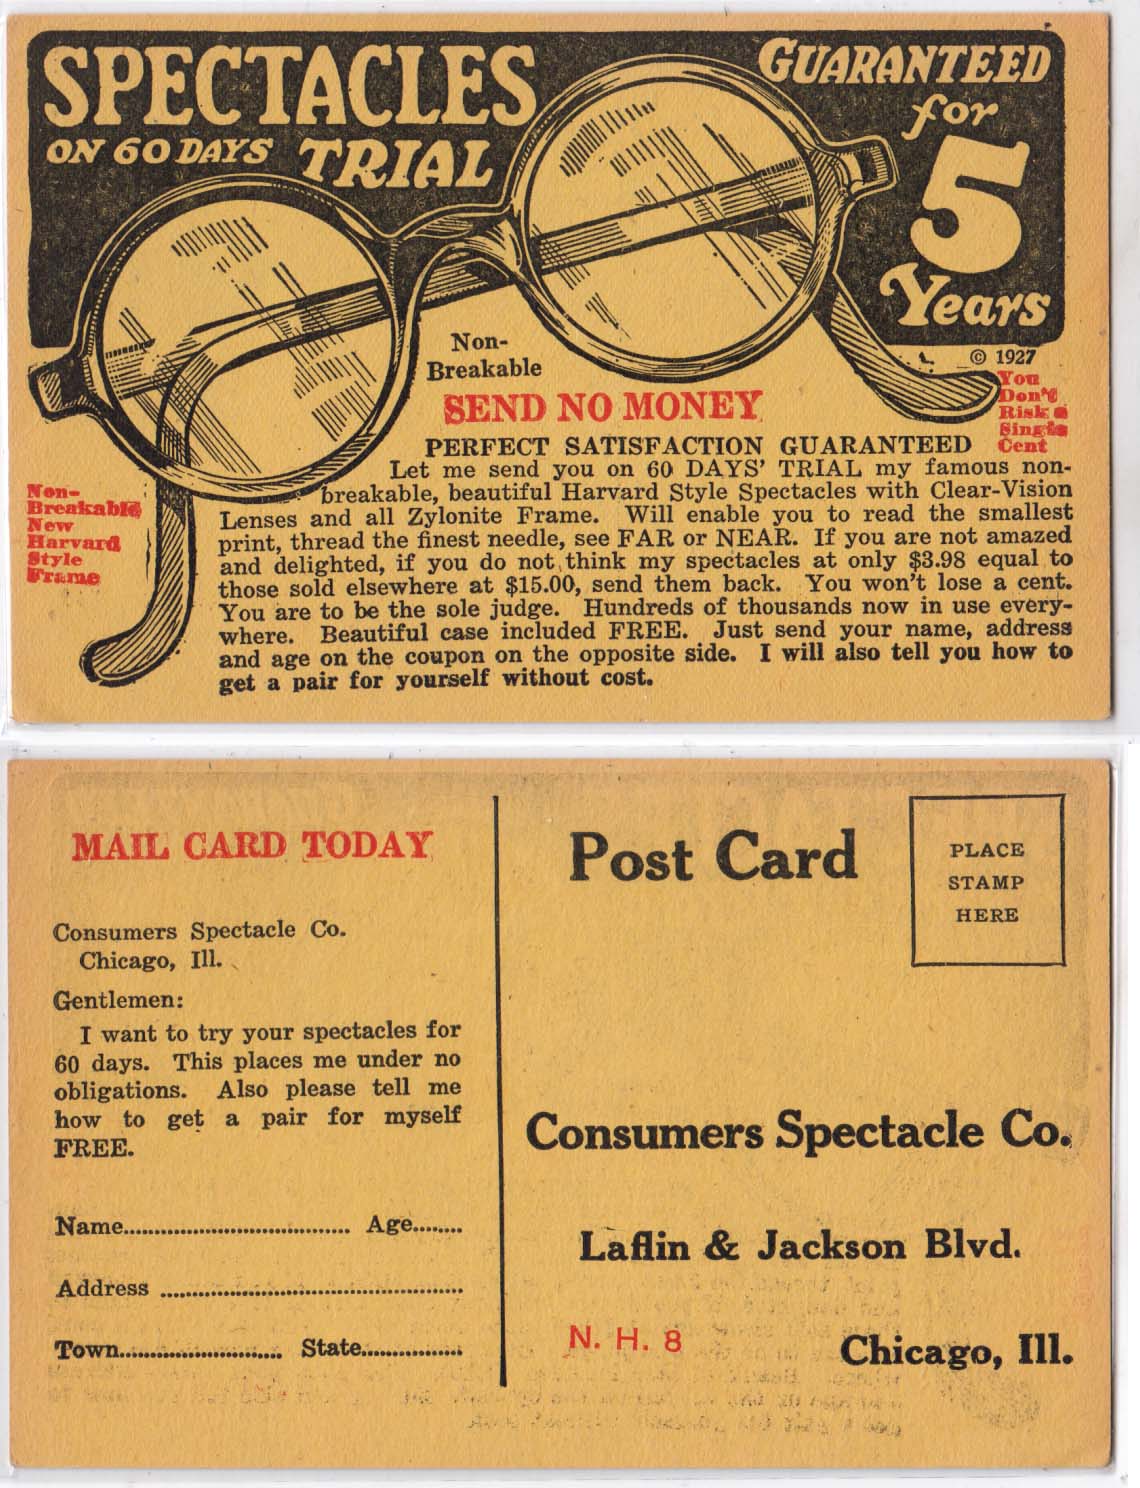 SPECTACLES
ON 60 DAYS TRIAL
GUARANTEED
for
5
Years
© 1927
Non-
Breakable
SEND NO MONEY
You
Don't
Risk a
Single
Cent
PERFECT SATISFACTION GUARANTEED
Let me send you on 60 DAYS' TRIAL my famous non-
breakable, beautiful Harvard Style Spectacles with Clear-Vision
Lenses and all Zylonite Frame. Will enable you to read the smallest
print, thread the finest needle, see FAR or NEAR. If you are not amazed
and delighted, if you do not think my spectacles at only $3.98 equal to
those sold elsewhere at $15.00, send them back. You won't lose a cent.
You are to be the sole judge. Hundreds of thousands now in use every-
where. Beautiful case included FREE. Just send your name, address
and age on the coupon on the opposite side. I will also tell you how to
get a pair for yourself without cost.
Non-
Breakable
New
Harvard
Style
Frame
MAIL CARD TODAY
Consumers Spectacle Co.
Chicago, Ill.
Gentlemen:
I want to try your spectacles for
60 days. This places me under no
obligations. Also please tell me
how to get a pair for myself
FREE.
Name.................................. Age........
Address ..............................................
Town......................... State................
Post Card
PLACE
STAMP
HERE
Consumers Spectacle Co.
Laflin & Jackson Blvd.
N. H. 8
Chicago, Ill.